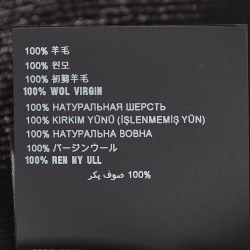 100% 羊毛
100% 원모
100% 初剪羊毛
100% WOL VIRGIN
100% НАТУРАЛЬНАЯ ШЕРСТЬ
100% KIRKIM YÜNÜ (İŞLENMEMİŞ YÜN)
100% НАТУРАЛЬНА ВОВНА
100% バージンウール
100% REN NY ULL
100% صوف بكر